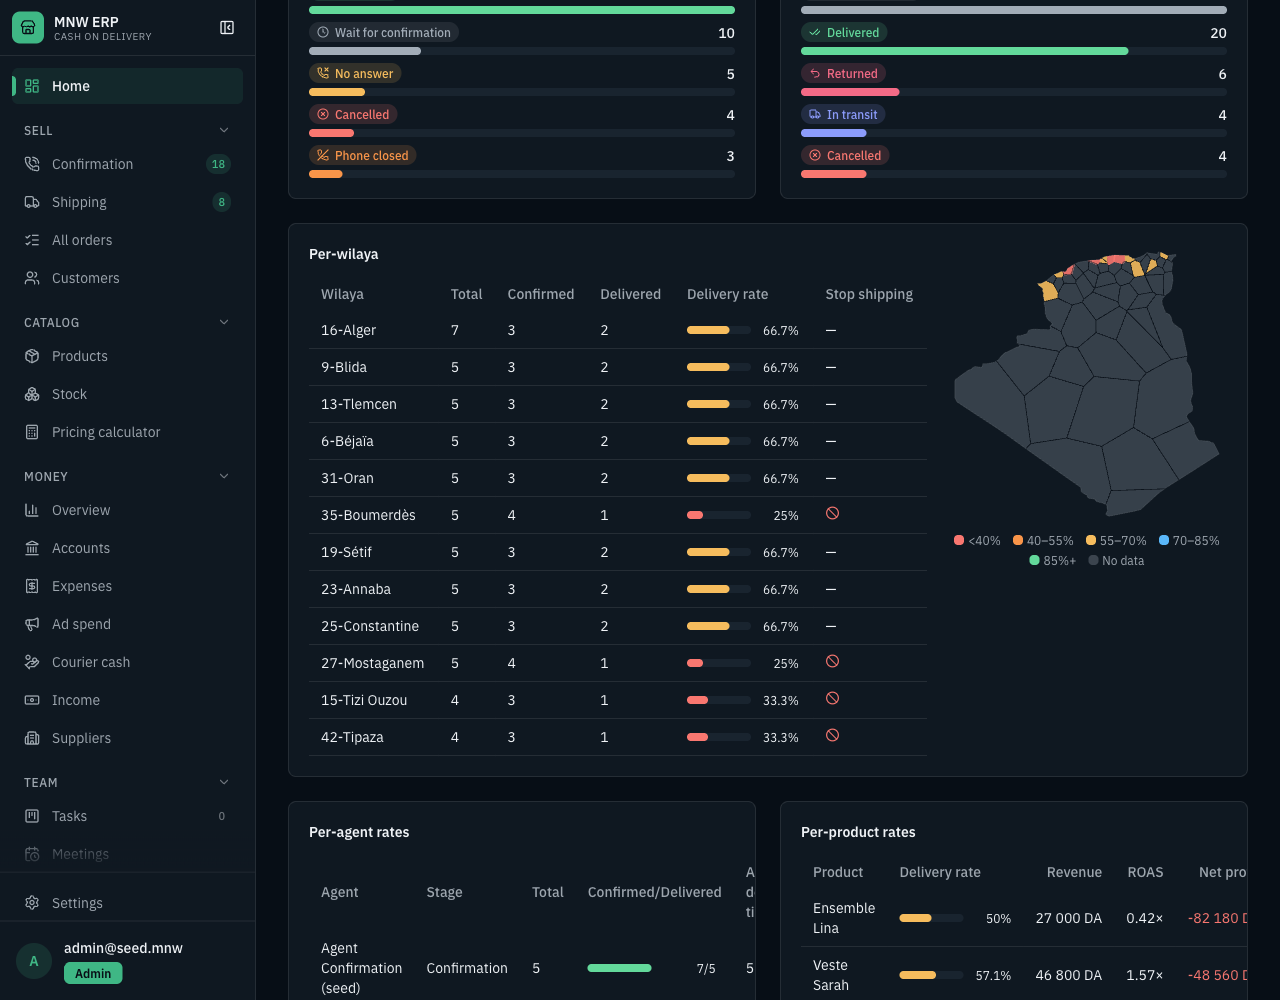 MNW ERP
CASH ON DELIVERY
Home
SELL
Confirmation 18
Shipping 8
All orders
Customers
CATALOG
Products
Stock
Pricing calculator
MONEY
Overview
Accounts
Expenses
Ad spend
Courier cash
Income
Suppliers
TEAM
Tasks 0
Meetings
Settings
A
admin@seed.mnw
Admin
Wait for confirmation 10
No answer 5
Cancelled 4
Phone closed 3
Delivered 20
Returned 6
In transit 4
Cancelled 4
Per-wilaya
Wilaya Total Confirmed Delivered Delivery rate Stop shipping
16-Alger 7 3 2 66.7% —
9-Blida 5 3 2 66.7% —
13-Tlemcen 5 3 2 66.7% —
6-Béjaïa 5 3 2 66.7% —
31-Oran 5 3 2 66.7% —
35-Boumerdès 5 4 1 25%
19-Sétif 5 3 2 66.7% —
23-Annaba 5 3 2 66.7% —
25-Constantine 5 3 2 66.7% —
27-Mostaganem 5 4 1 25%
15-Tizi Ouzou 4 3 1 33.3%
42-Tipaza 4 3 1 33.3%
<40% 40–55% 55–70% 70–85%
85%+ No data
Per-agent rates
Agent Stage Total Confirmed/Delivered
Agent
Confirmation
(seed)
Confirmation 5 7/5 5
Per-product rates
Product Delivery rate Revenue ROAS Net pro
Ensemble
Lina
50% 27 000 DA 0.42× -82 180
Veste
Sarah
57.1% 46 800 DA 1.57× -48 560